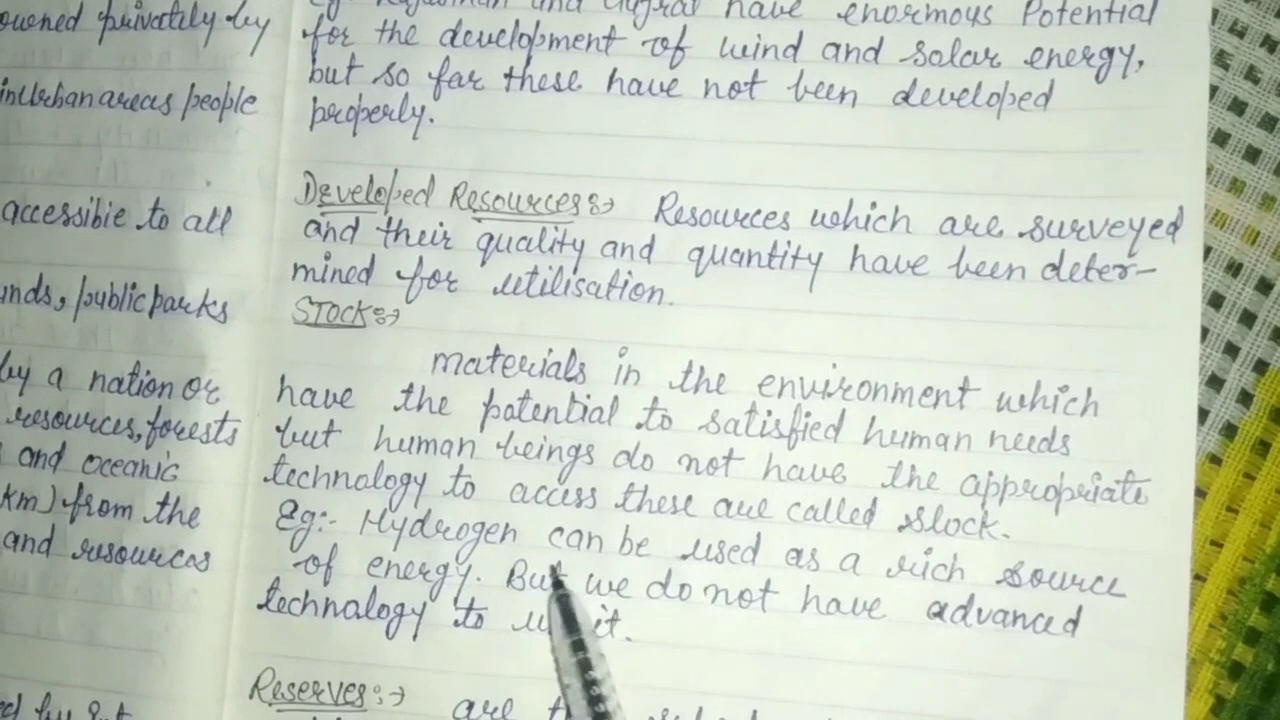 owned privately by
in urban areas people
accessible to all
nds, public parks
by a nation or
resources, forests
and oceanic
km) from the
and resources
and Gujrat have enormous Potential
for the development of wind and solar energy,
but so far these have not been developed
properly.
Developed Resources:→ Resources which are surveyed
and their quality and quantity have been deter-
mined for utilisation.
STOCK:→
materials in the environment which
have the potential to satisfied human needs
but human beings do not have the appropriate
technology to access these are called stock.
Eg:- Hydrogen can be used as a rich source
of energy. But we do not have advanced
technology to it.
Reserves:→ are